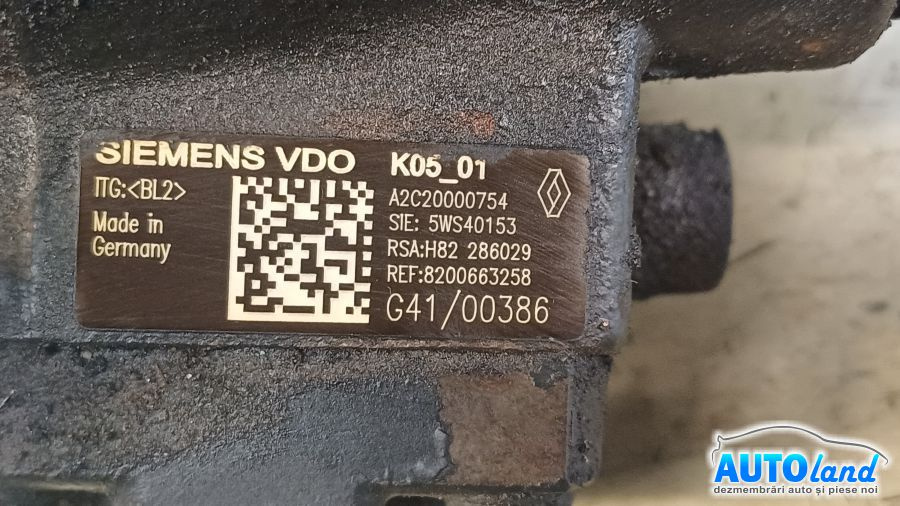 SIEMENS VDO
ITG:<BL2>
Made in
Germany
K05_01
A2C20000754
SIE: 5WS40153
RSA:H82 286029
REF:8200663258
G41/00386
AUTOland
dezmembrări auto și piese noi